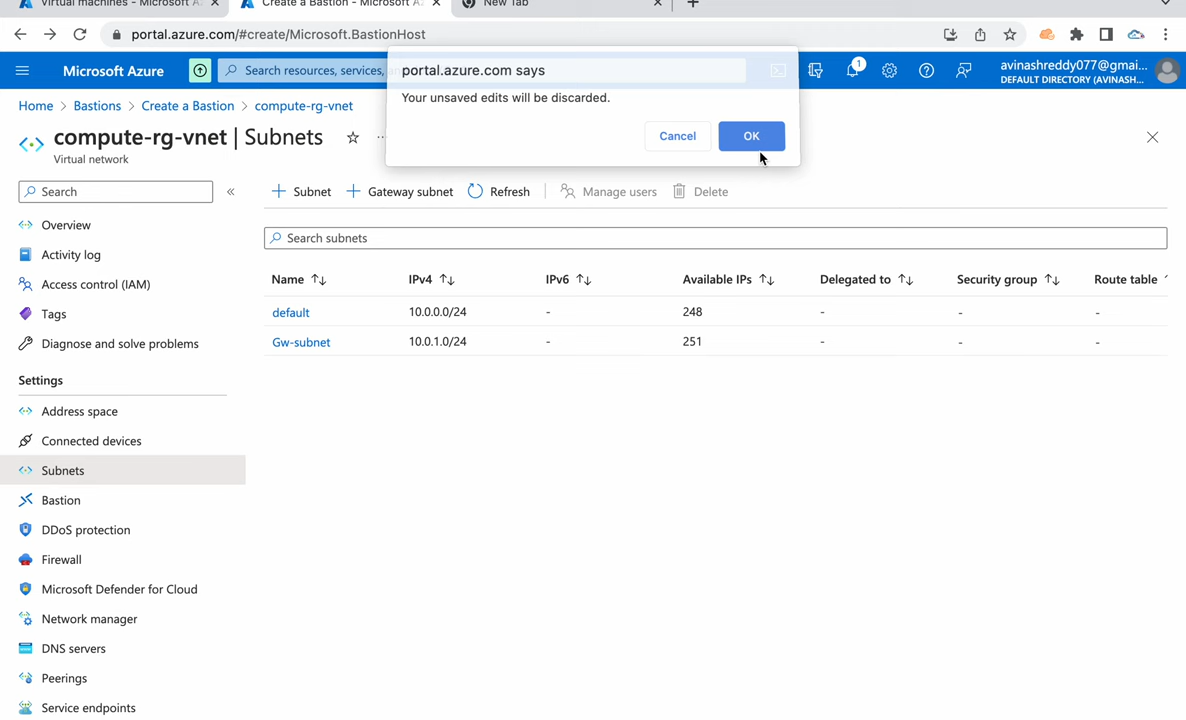 Virtual machines - Microsoft A
Create a Bastion - Microsoft A
New Tab
portal.azure.com/#create/Microsoft.BastionHost
Microsoft Azure
Search resources, services,
1
avinashreddy077@gmai...
DEFAULT DIRECTORY (AVINASH...
portal.azure.com says
Your unsaved edits will be discarded.
Cancel
OK
Home > Bastions > Create a Bastion > compute-rg-vnet
compute-rg-vnet | Subnets
Virtual network
Search
Subnet
Gateway subnet
Refresh
Manage users
Delete
Overview
Activity log
Access control (IAM)
Tags
Diagnose and solve problems
Settings
Address space
Connected devices
Subnets
Bastion
DDoS protection
Firewall
Microsoft Defender for Cloud
Network manager
DNS servers
Peerings
Service endpoints
Search subnets
Name IPv4 IPv6 Available IPs Delegated to Security group Route table
default 10.0.0.0/24 - 248 - - -
Gw-subnet 10.0.1.0/24 - 251 - - -